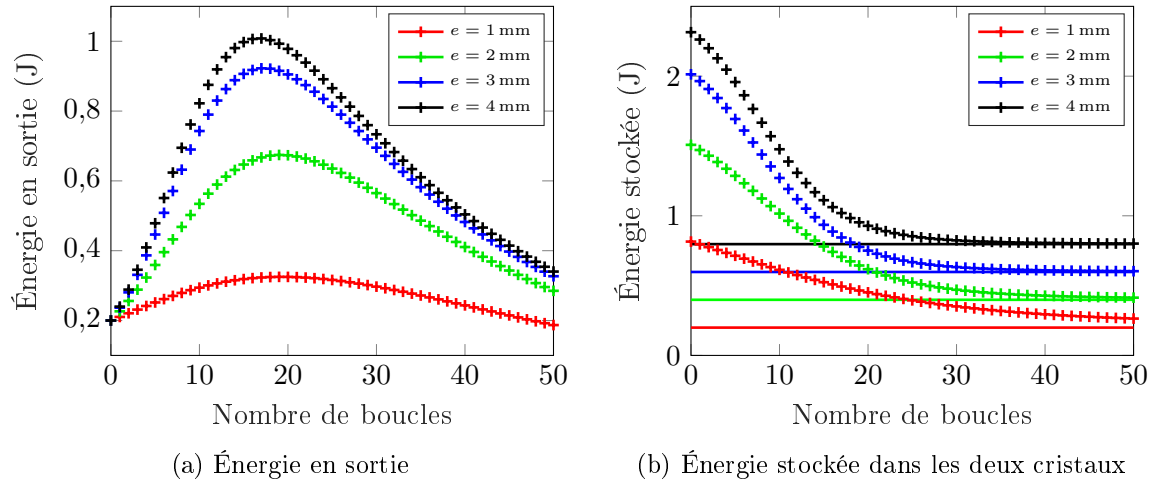 Énergie en sortie (J)
1
0,8
0,6
0,4
0,2
0
10
20
30
40
50
Nombre de boucles
e = 1 mm
e = 2 mm
e = 3 mm
e = 4 mm
(a) Énergie en sortie
Énergie stockée (J)
2
1
0
0
10
20
30
40
50
Nombre de boucles
e = 1 mm
e = 2 mm
e = 3 mm
e = 4 mm
(b) Énergie stockée dans les deux cristaux